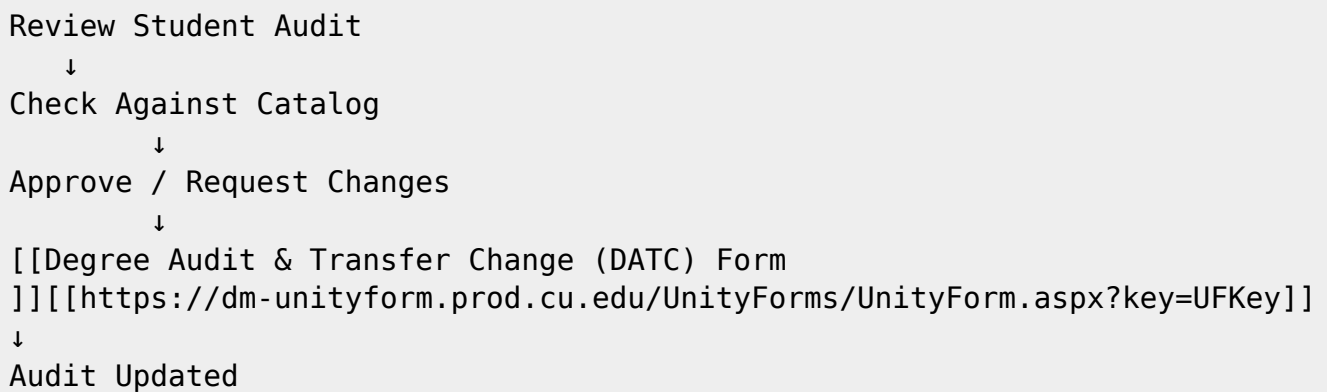 Review Student Audit
↓
Check Against Catalog
↓
Approve / Request Changes
↓
[[Degree Audit & Transfer Change (DATC) Form
]][[https://dm-unityform.prod.cu.edu/UnityForms/UnityForm.aspx?key=UFKey]]
↓
Audit Updated